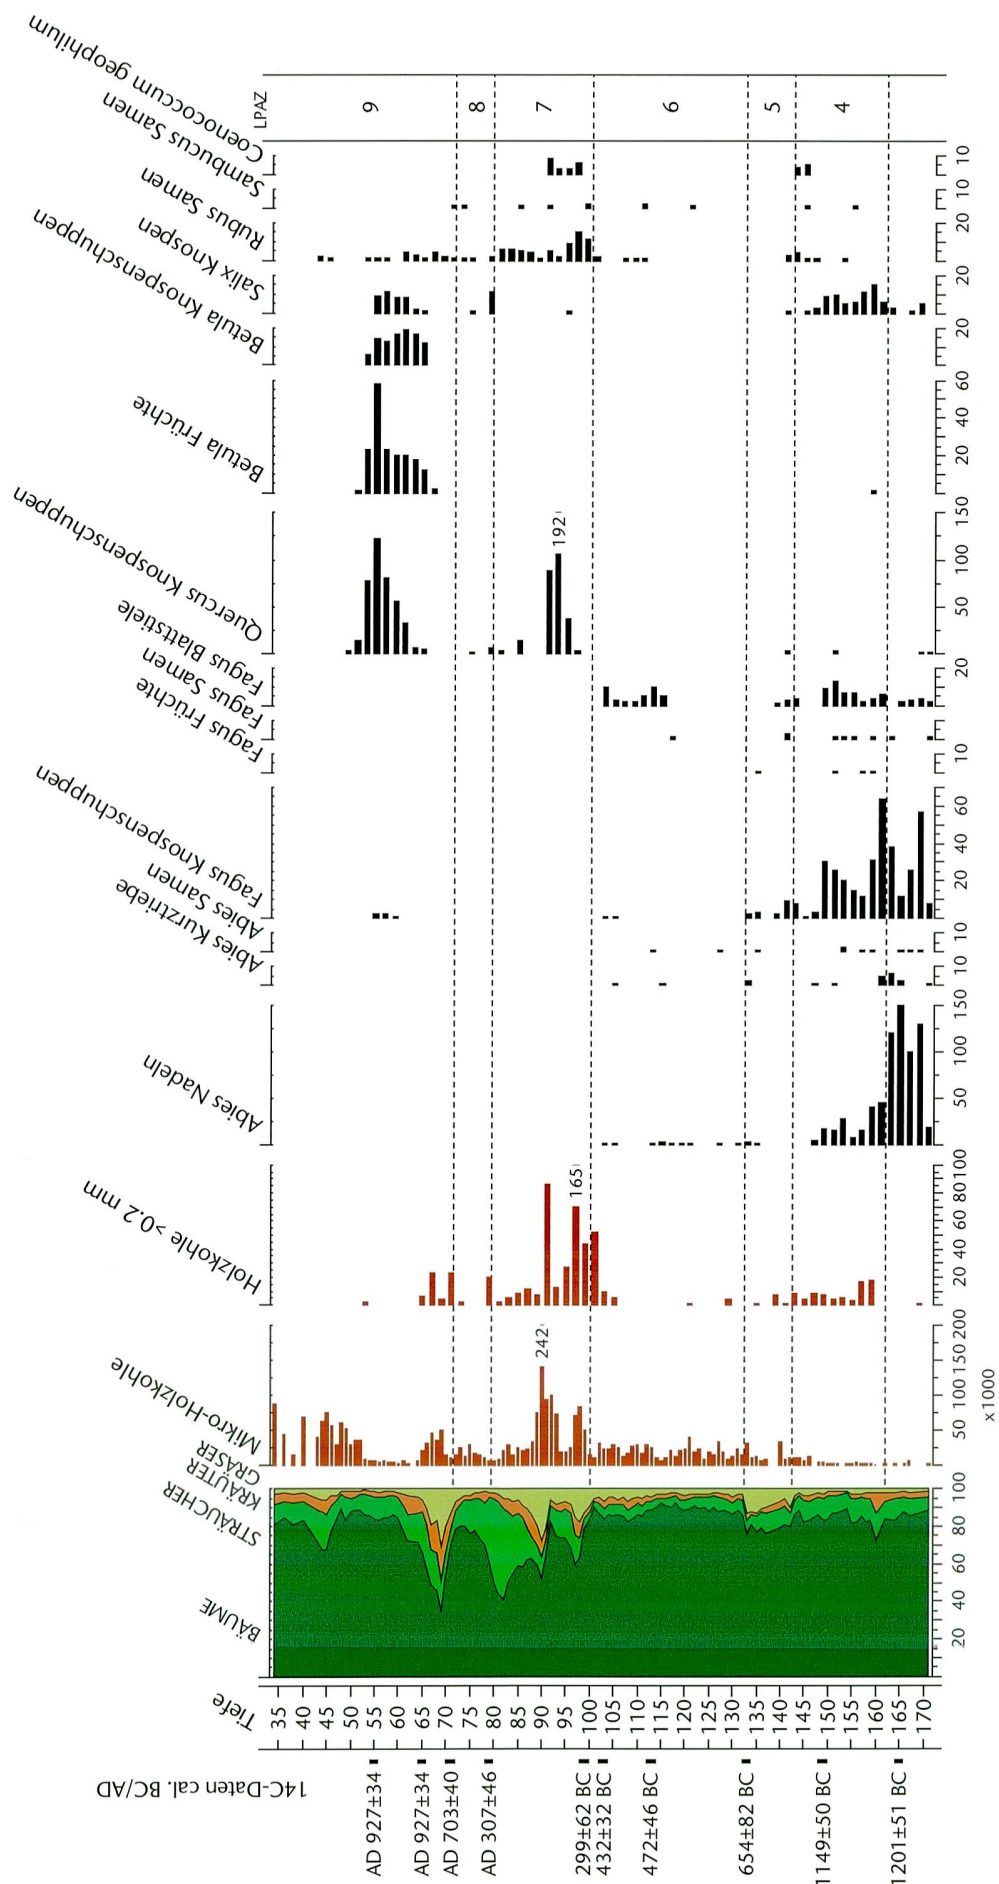 14C-Daten cal. BC/AD
AD 927±34
AD 927±34
AD 703±40
AD 307±46
299±62 BC
432±32 BC
472±46 BC
654±82 BC
1149±50 BC
1201±51 BC
Tiefe
35 40 45 50 55 60 65 70 75 80 85 90 95 100 105 110 115 120 125 130 135 140 145 150 155 160 165 170
BÄUME
STRÄUCHER
KRÄUTER
GRÄSER
20 40 60 80 100
Mikro-Holzkohle
242
50 100 150 200
x1000
Holzkohle >0.2 mm
165
20 40 60 80 100
Abies Nadeln
50 100 150
Abies Kurztriebe
10
Abies Samen
10
Fagus Knospenschuppen
20 40 60
Fagus Früchte
10
Fagus Samen
Fagus Blattstiele
20
Quercus Knospenschuppen
192
50 100 150
Betula Früchte
20 40 60
Betula Knospenschuppen
20
Salix Knospen
20
Rubus Samen
20
Sambucus Samen
10
Coenococcum geophilum
10
LPAZ
9
8
7
6
5
4